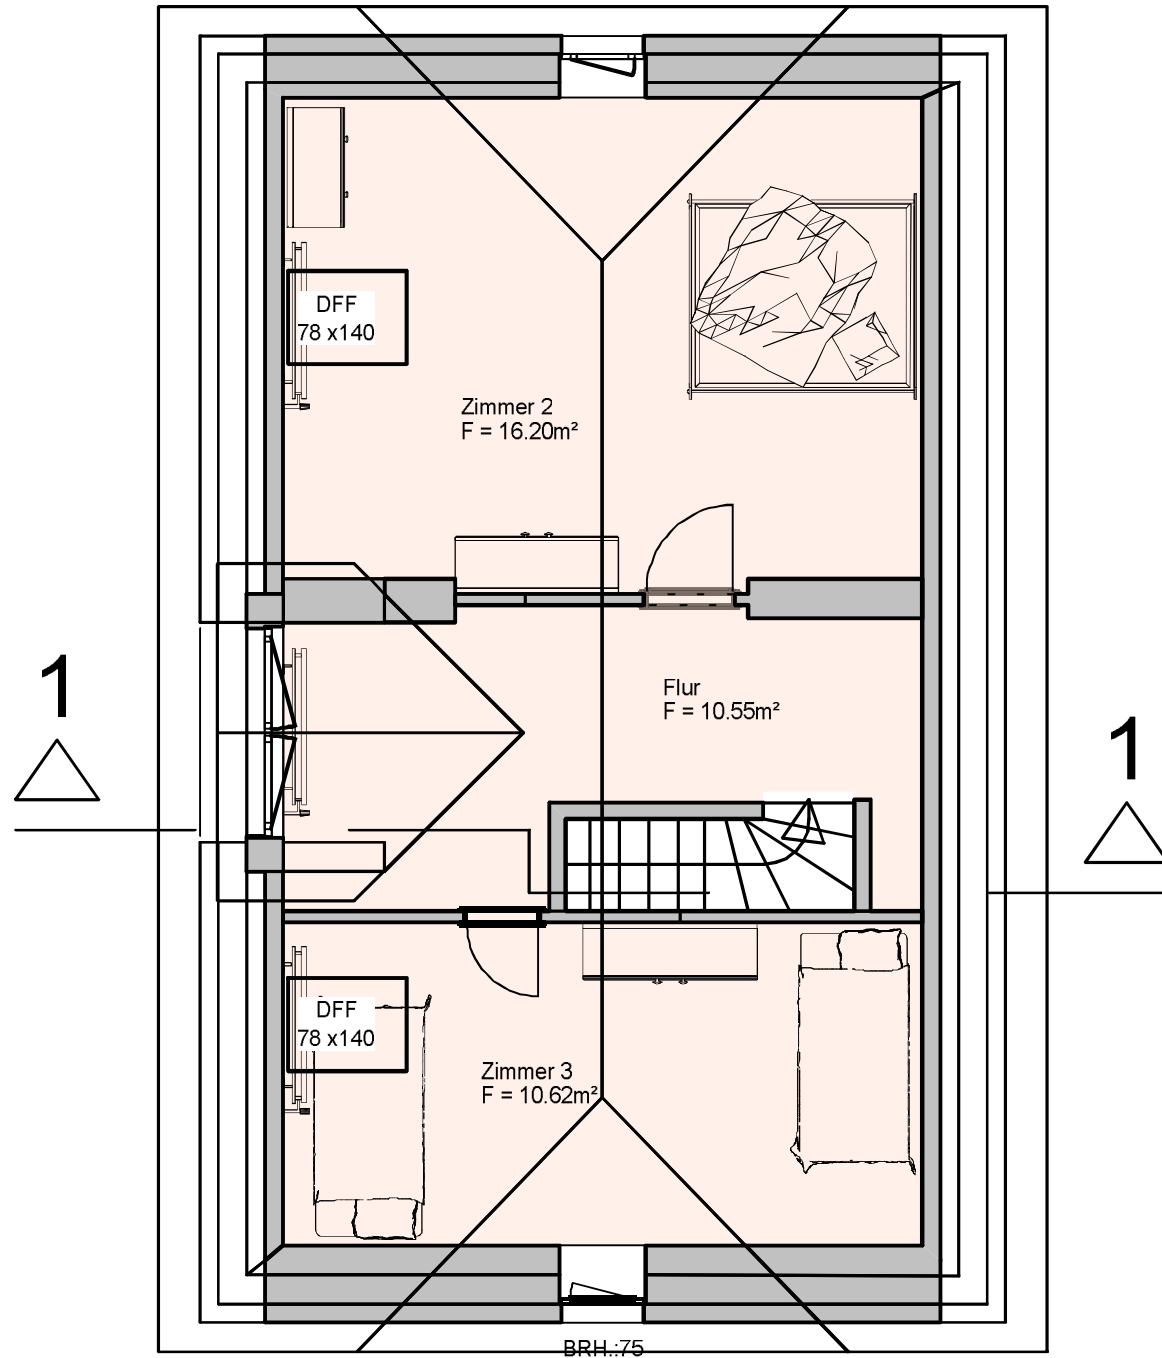 DFF
78 x140
Zimmer 2
F = 16.20m²
1
Flur
F = 10.55m²
1
DFF
78 x140
Zimmer 3
F = 10.62m²
BRH.:75